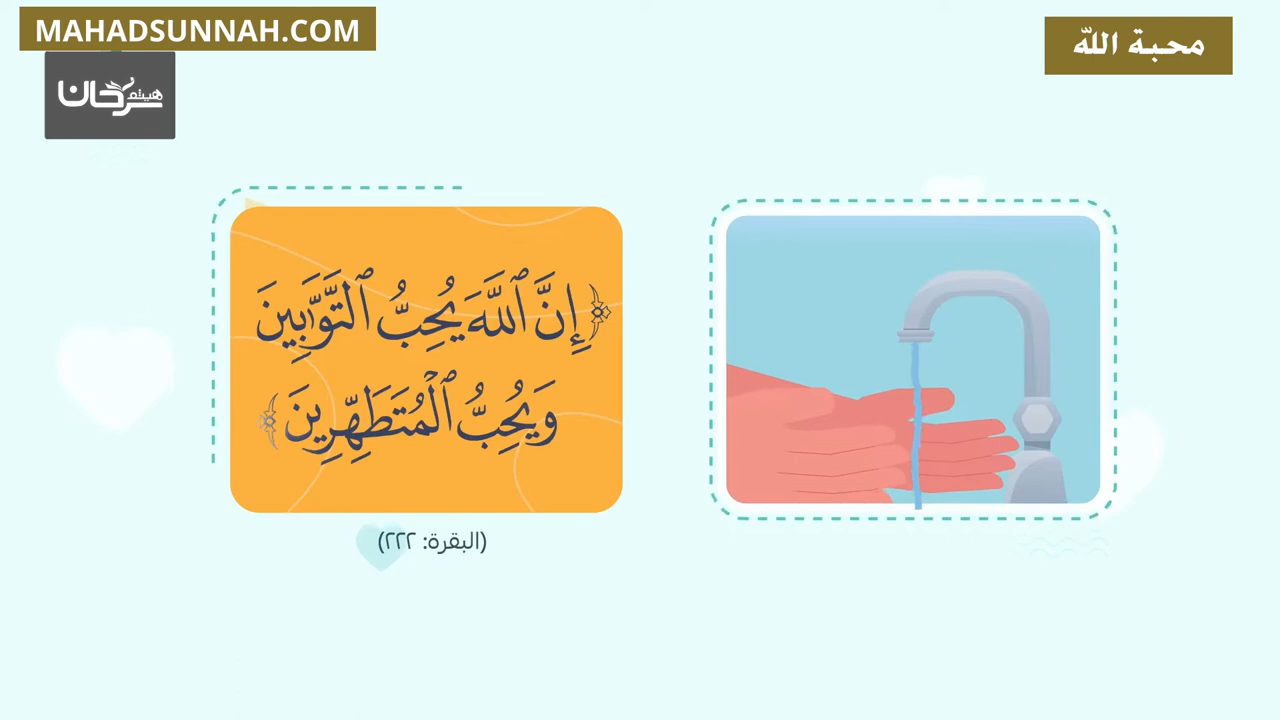 MAHADSUNNAH.COM
محبة الله
هيثم
سرحان
﴿إِنَّ ٱللَّهَ يُحِبُّ ٱلتَّوَّٰبِينَ
وَيُحِبُّ ٱلْمُتَطَهِّرِينَ﴾
(البقرة: ٢٢٢)